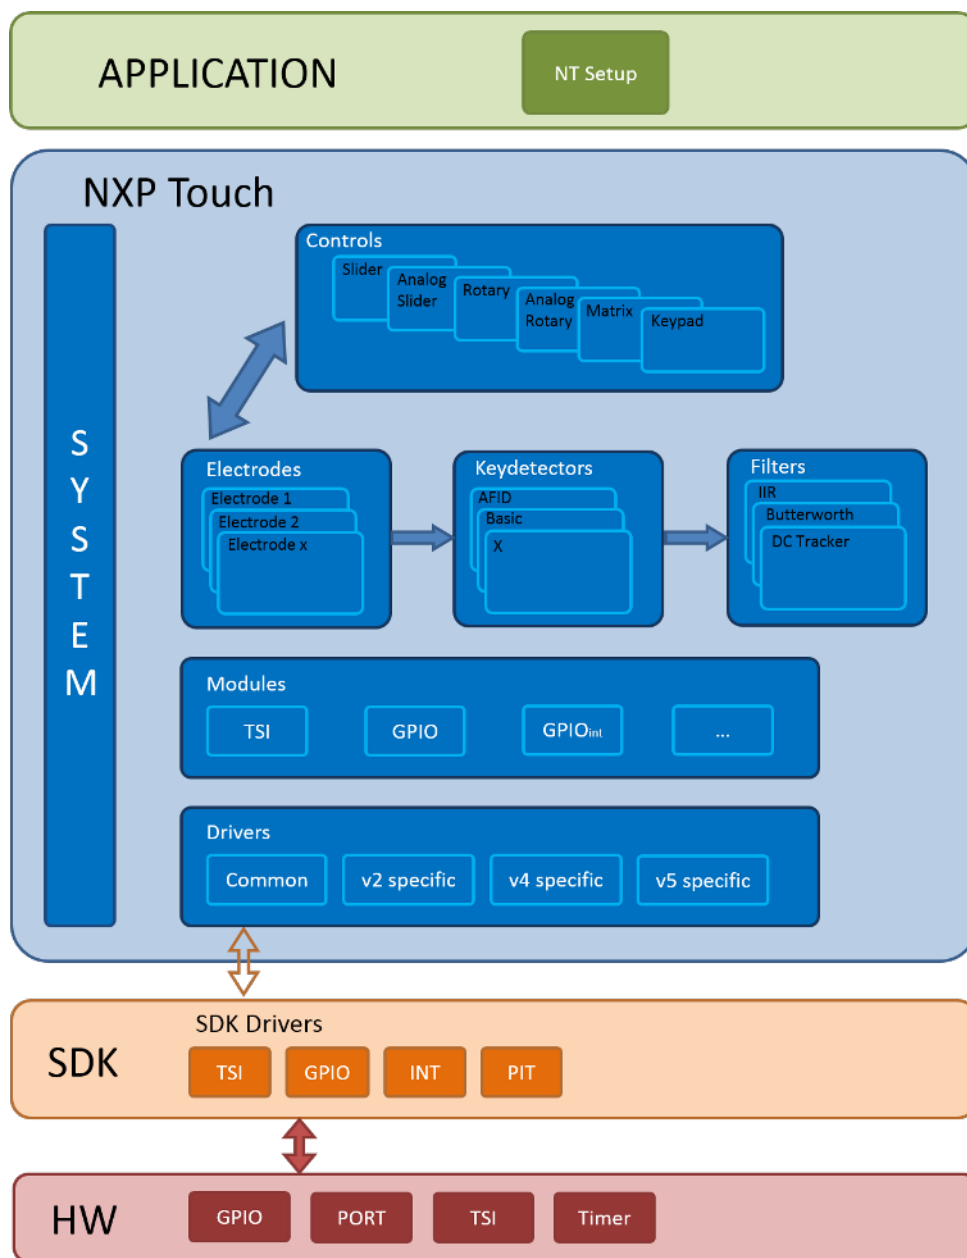 APPLICATION
NT Setup
NXP Touch
SYSTEM
Controls
Slider
Analog
Slider
Rotary
Analog
Rotary
Matrix
Keypad
Electrodes
Electrode 1
Electrode 2
Electrode x
Keydetectors
AFID
Basic
X
Filters
IIR
Butterworth
DC Tracker
Modules
TSI
GPIO
GPIOint
...
Drivers
Common
v2 specific
v4 specific
v5 specific
SDK
SDK Drivers
TSI
GPIO
INT
PIT
HW
GPIO
PORT
TSI
Timer